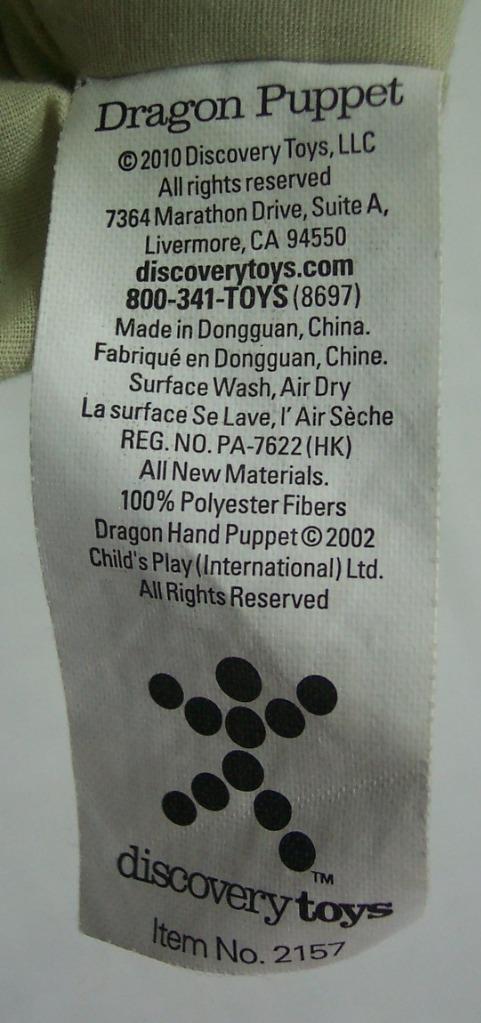 Dragon Puppet
©2010 Discovery Toys, LLC
All rights reserved
7364 Marathon Drive, Suite A,
Livermore, CA 94550
discoverytoys.com
800-341-TOYS (8697)
Made in Dongguan, China.
Fabriqué en Dongguan, Chine.
Surface Wash, Air Dry
La surface Se Lave, l'Air Sèche
REG. NO. PA-7622 (HK)
All New Materials.
100% Polyester Fibers
Dragon Hand Puppet © 2002
Child's Play (International) Ltd.
All Rights Reserved
TM
discoverytoys
Item No. 2157